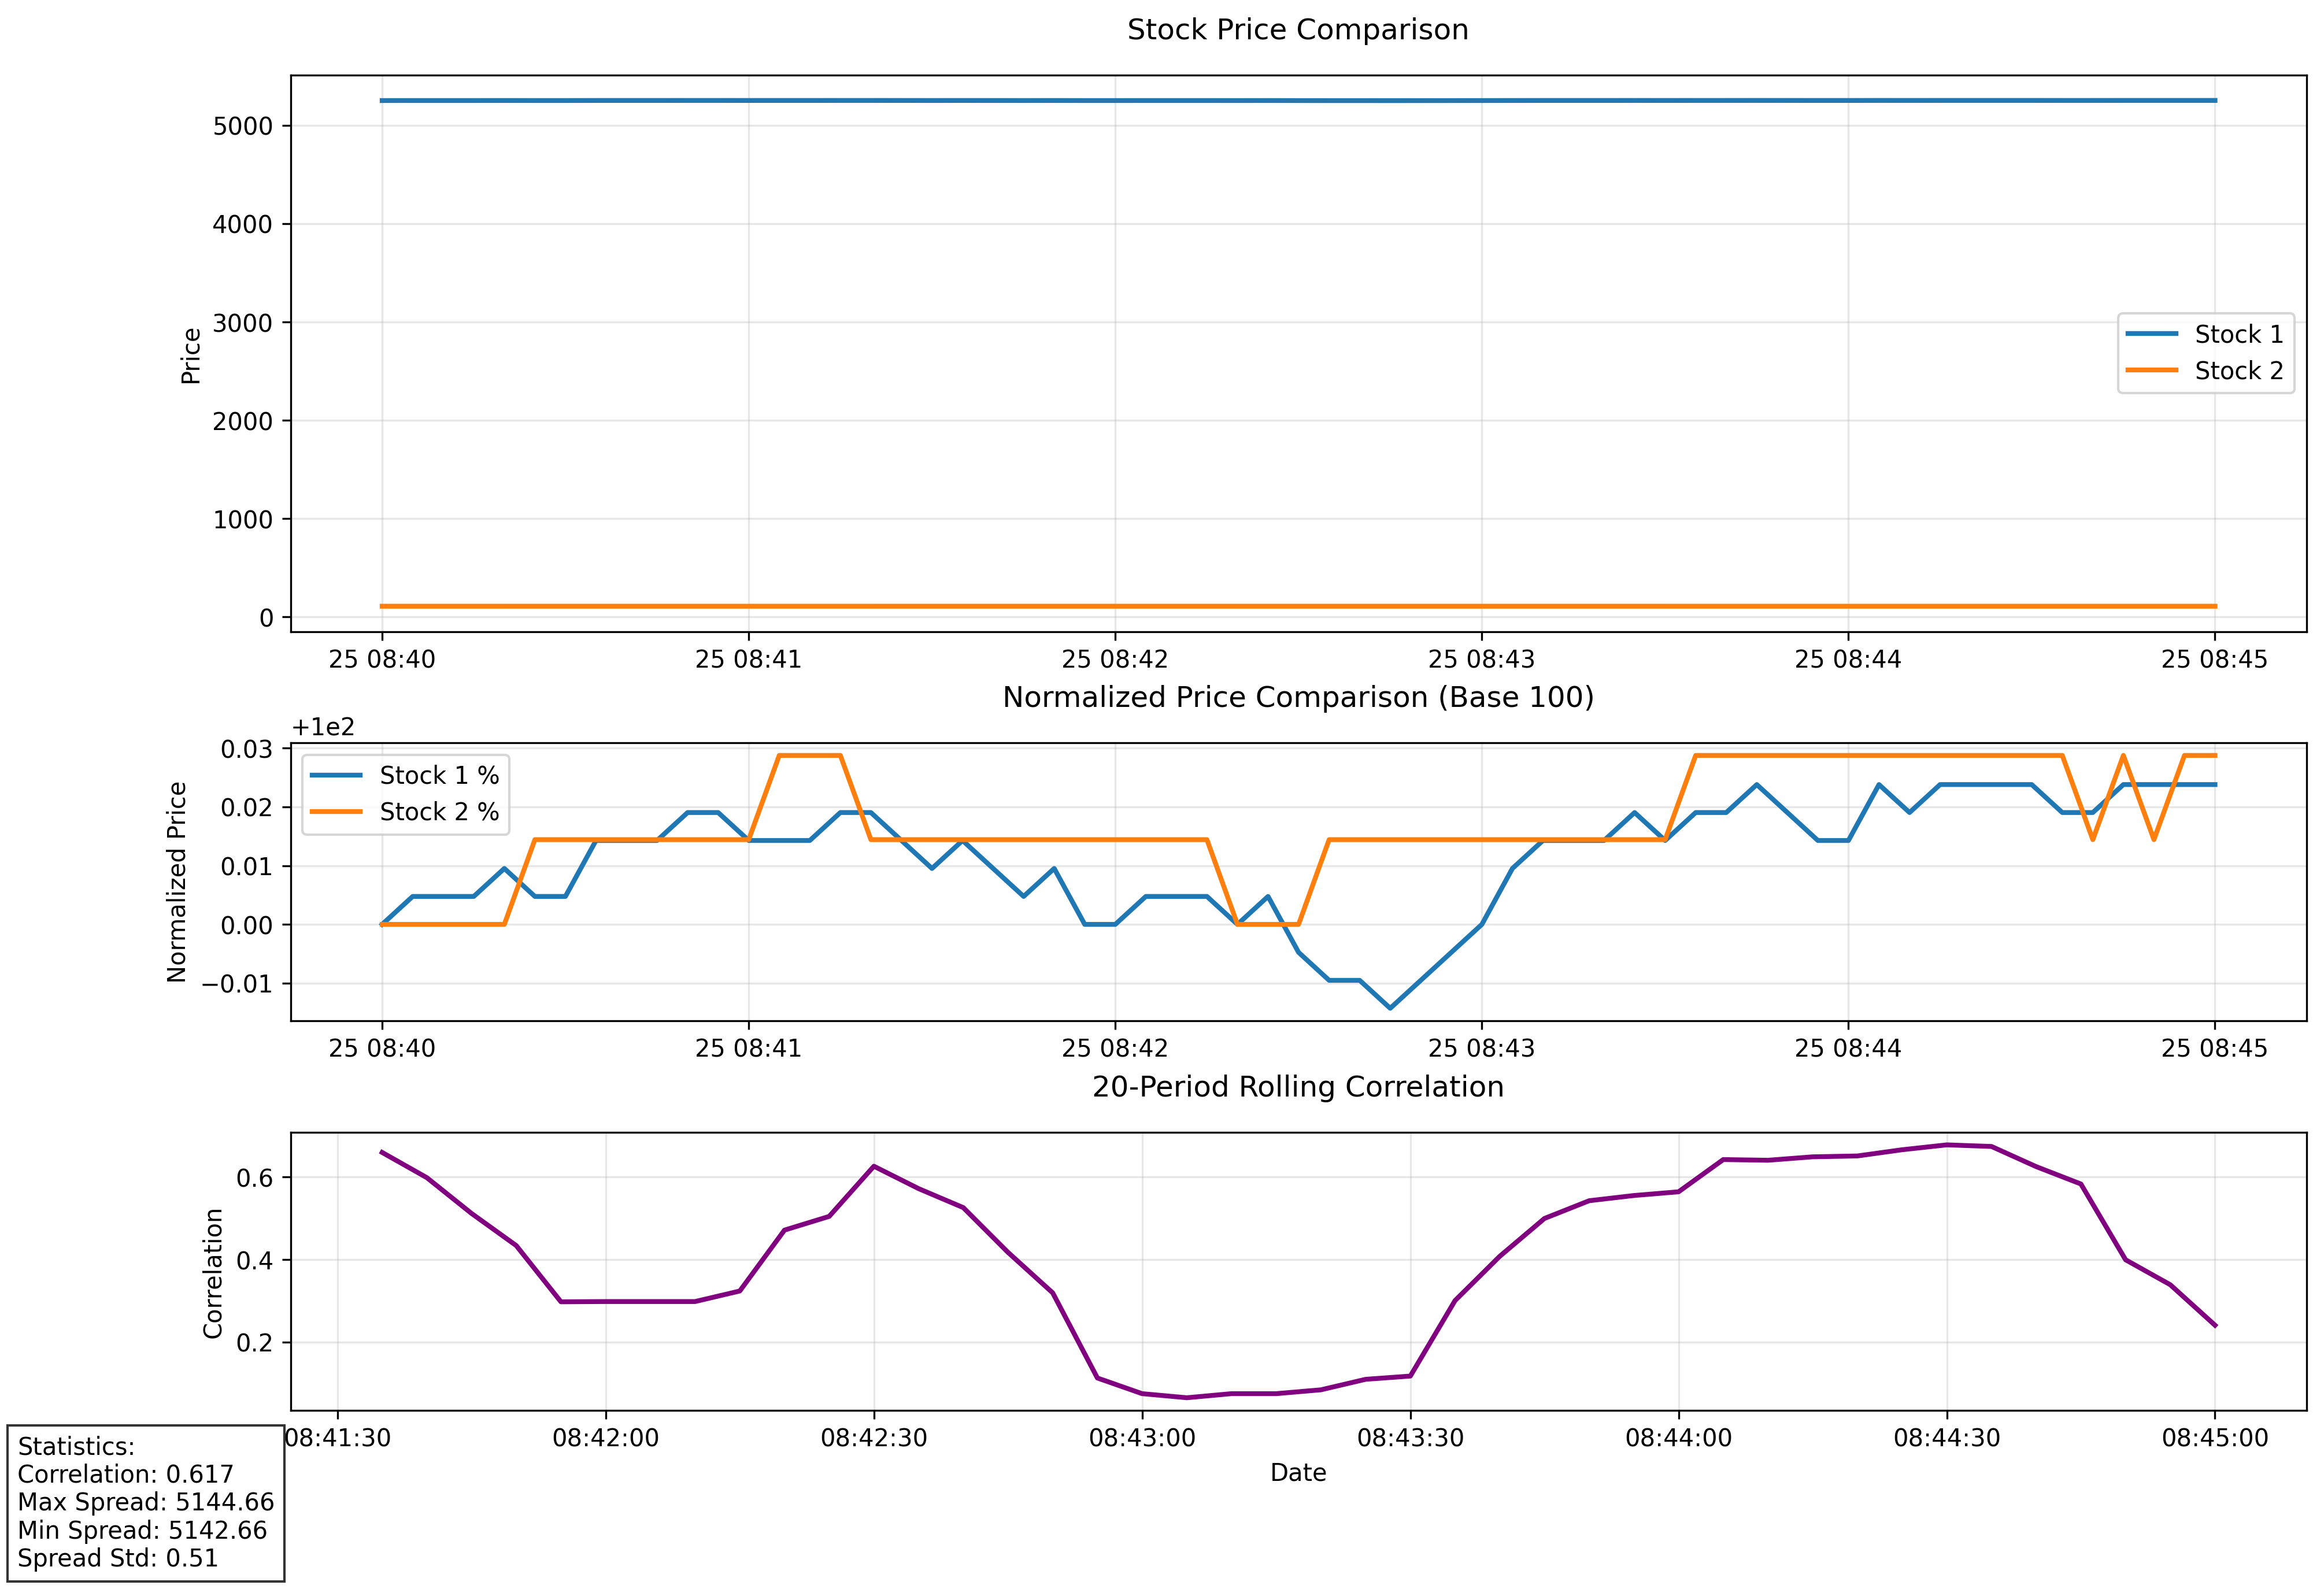 Stock Price Comparison
Price
5000
4000
3000
2000
1000
0
Stock 1
Stock 2
25 08:40 25 08:41 25 08:42 25 08:43 25 08:44 25 08:45
Normalized Price Comparison (Base 100)
+1e2
Normalized Price
0.03
0.02
0.01
0.00
−0.01
Stock 1 %
Stock 2 %
25 08:40 25 08:41 25 08:42 25 08:43 25 08:44 25 08:45
20-Period Rolling Correlation
Correlation
0.6
0.4
0.2
08:41:30 08:42:00 08:42:30 08:43:00 08:43:30 08:44:00 08:44:30 08:45:00
Date
Statistics:
Correlation: 0.617
Max Spread: 5144.66
Min Spread: 5142.66
Spread Std: 0.51